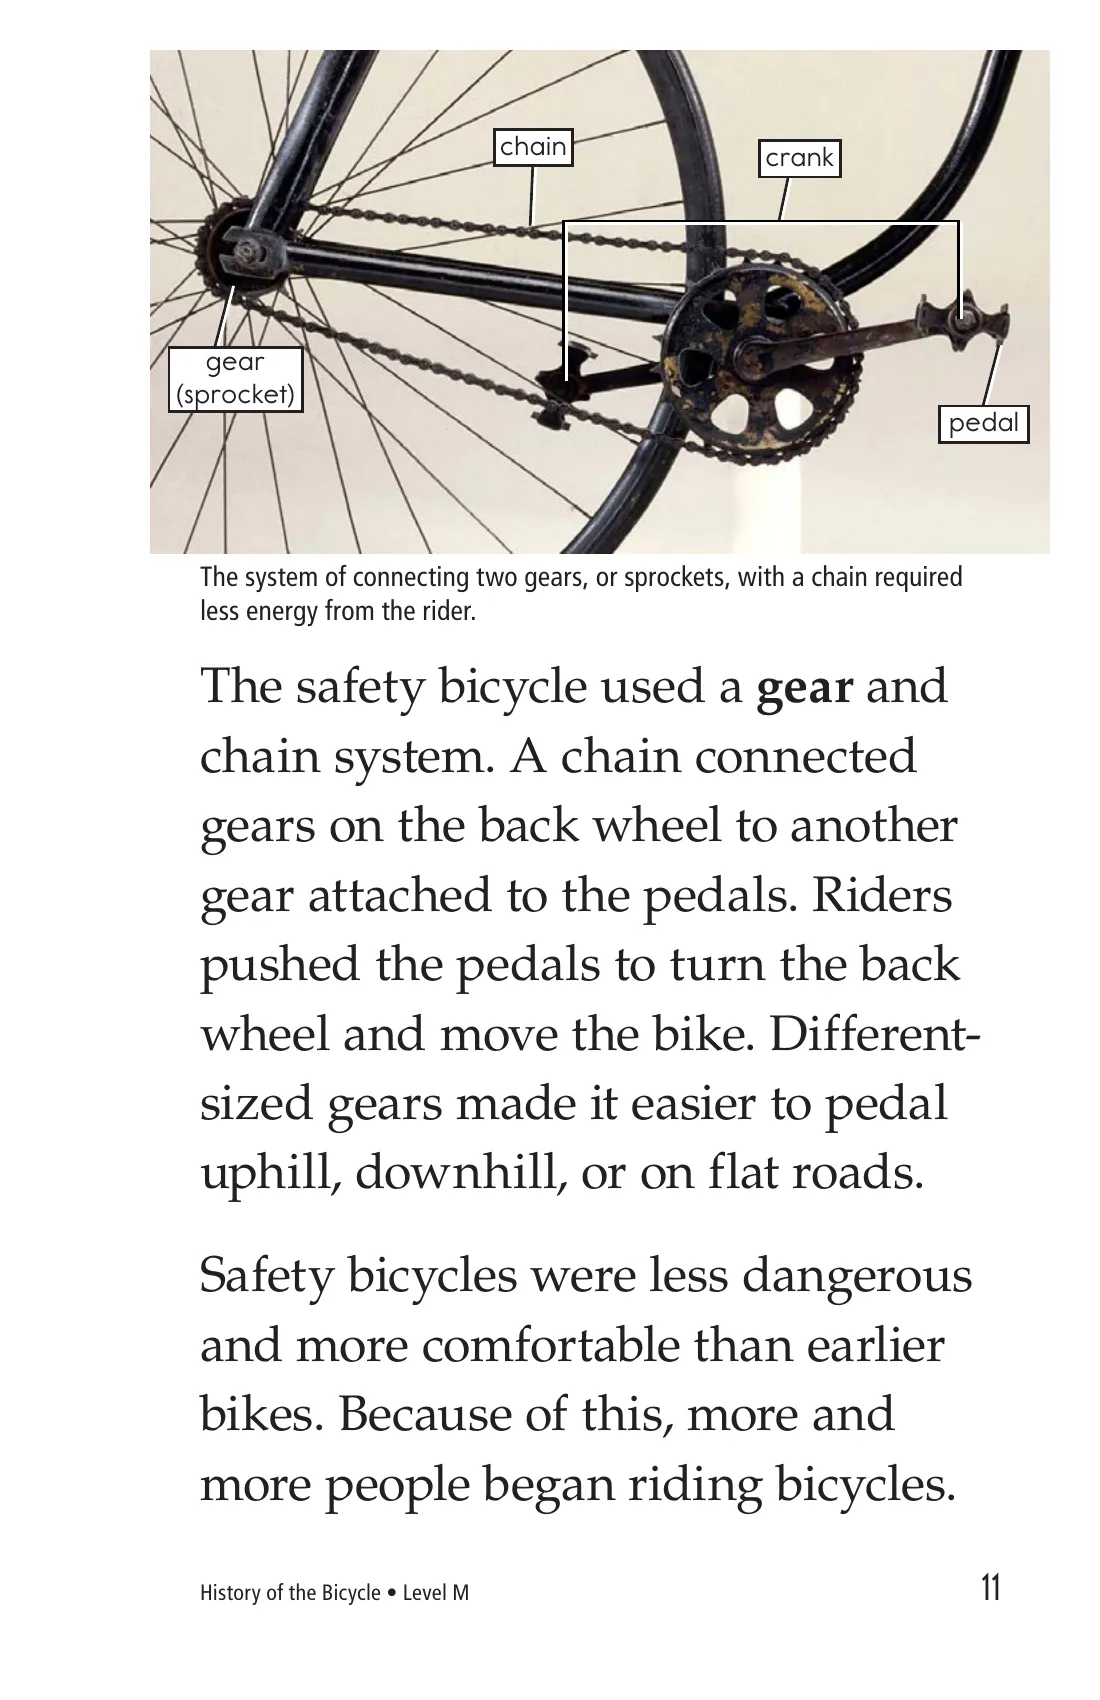 chain
crank
gear
(sprocket)
pedal
The system of connecting two gears, or sprockets, with a chain required
less energy from the rider.
The safety bicycle used a gear and
chain system. A chain connected
gears on the back wheel to another
gear attached to the pedals. Riders
pushed the pedals to turn the back
wheel and move the bike. Different-
sized gears made it easier to pedal
uphill, downhill, or on flat roads.
Safety bicycles were less dangerous
and more comfortable than earlier
bikes. Because of this, more and
more people began riding bicycles.
History of the Bicycle • Level M 11